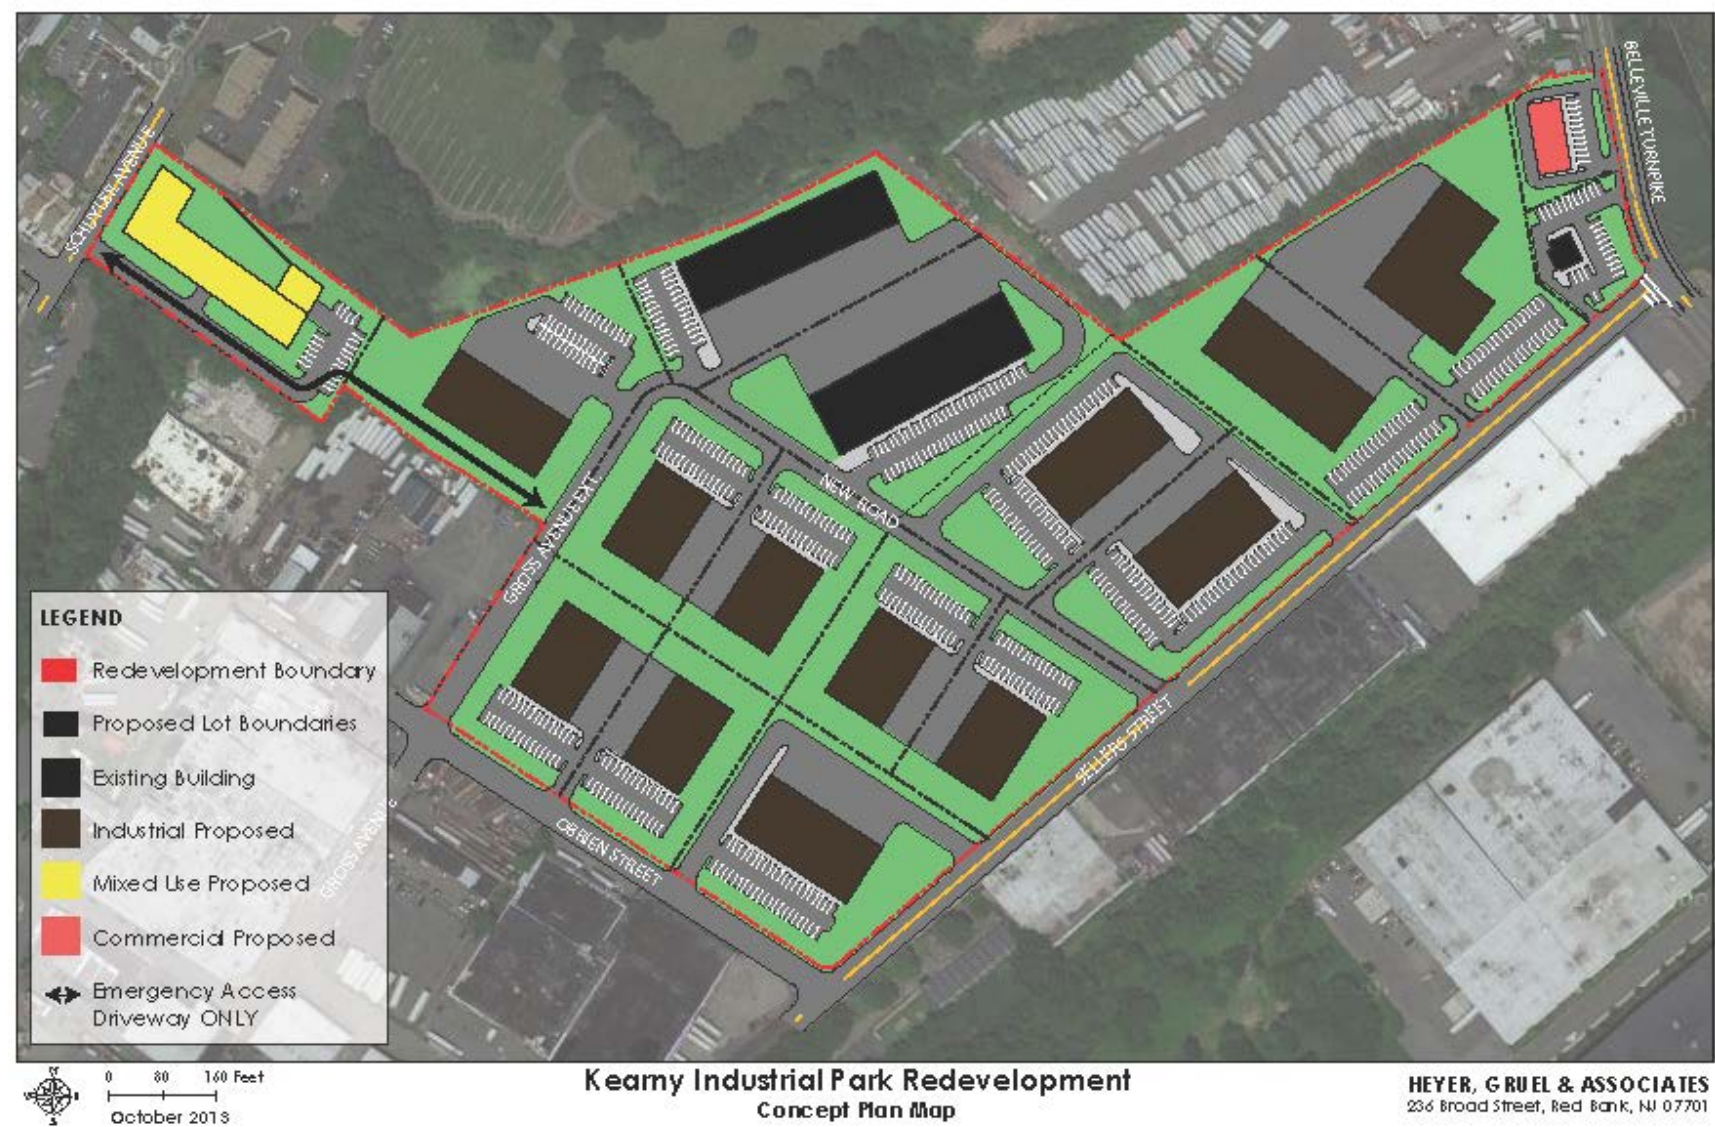 SCHUYLER AVENUE
BELLEVILLE TURNPIKE
NEW ROAD
GROSS AVENUE EXT.
SELLERS STREET
OBRIEN STREET
GROSS AVENUE
LEGEND
Redevelopment Boundary
Proposed Lot Boundaries
Existing Building
Industrial Proposed
Mixed Use Proposed
Commercial Proposed
Emergency Access
Driveway ONLY
0 80 160 Feet
October 2013
Kearny Industrial Park Redevelopment
Concept Plan Map
HEYER, GRUEL & ASSOCIATES
236 Broad Street, Red Bank, NJ 07701